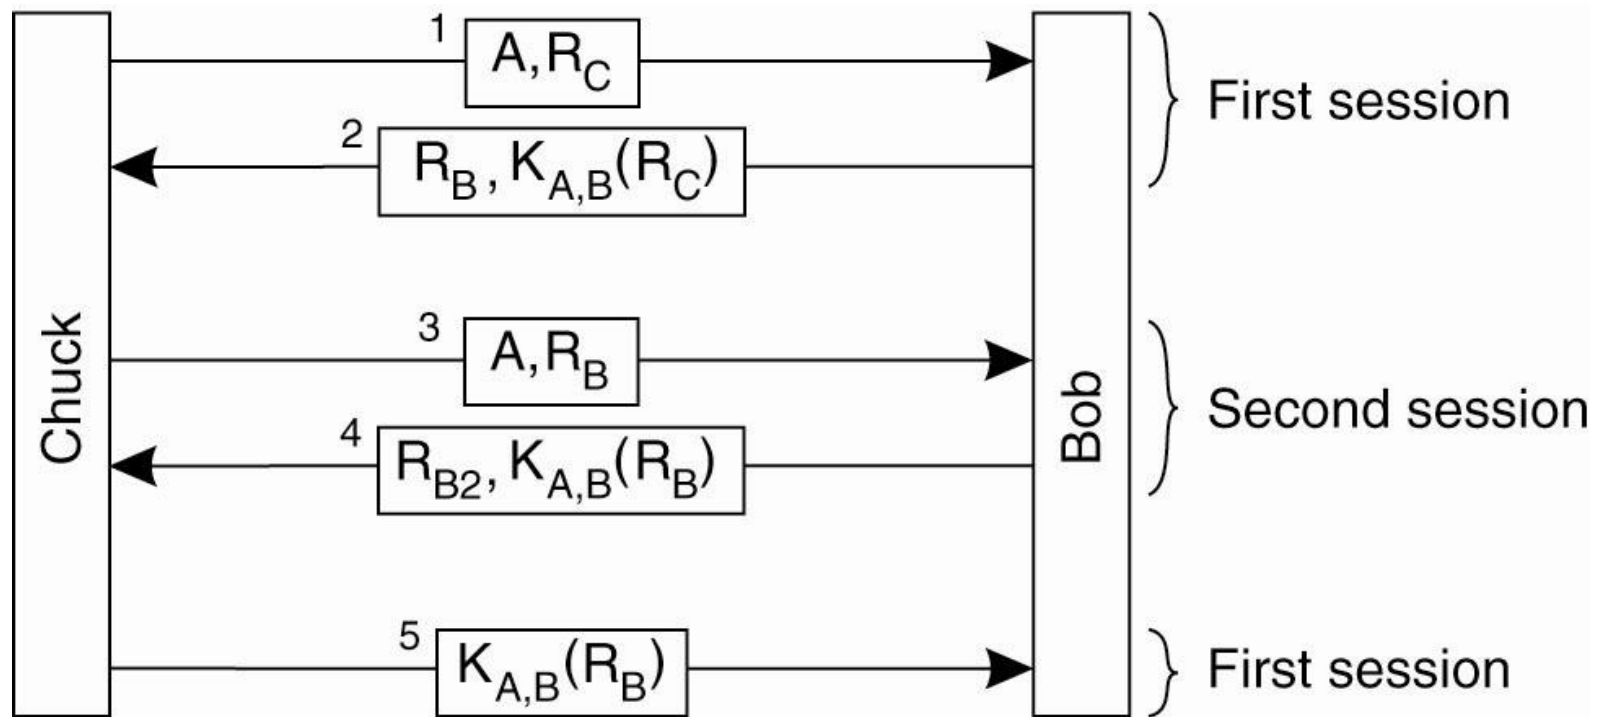 Chuck
Bob
1
A,R_C
First session
2
R_B, K_A,B(R_C)
3
A,R_B
Second session
4
R_B2, K_A,B(R_B)
5
K_A,B(R_B)
First session